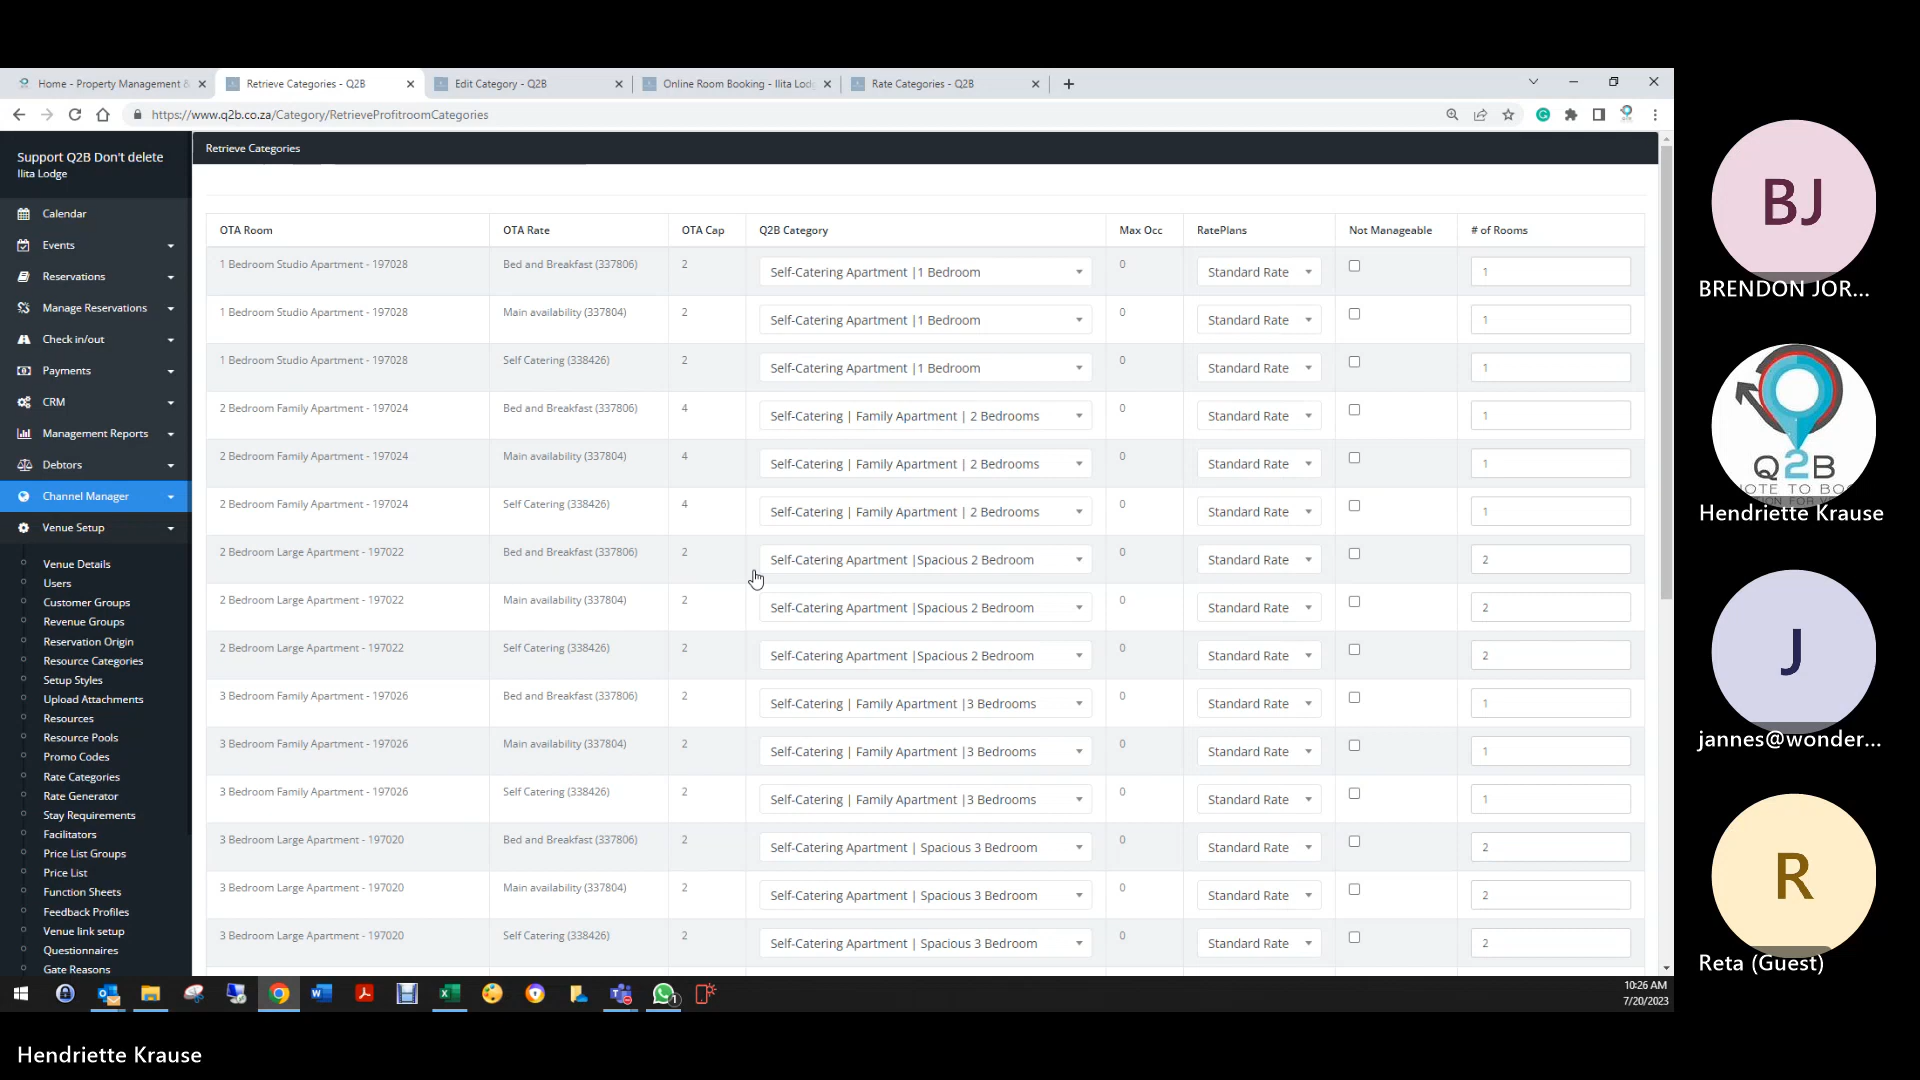 Home - Property Management &
Retrieve Categories - Q2B
Edit Category - Q2B
Online Room Booking - Ilita Lodg
Rate Categories - Q2B
https://www.q2b.co.za/Category/RetrieveProfitroomCategories
Support Q2B Don't delete
Ilita Lodge
Calendar
Events
Reservations
Manage Reservations
Check in/out
Payments
CRM
Management Reports
Debtors
Channel Manager
Venue Setup
Venue Details
Users
Customer Groups
Revenue Groups
Reservation Origin
Resource Categories
Setup Styles
Upload Attachments
Resources
Resource Pools
Promo Codes
Rate Categories
Rate Generator
Stay Requirements
Facilitators
Price List Groups
Price List
Function Sheets
Feedback Profiles
Venue link setup
Questionnaires
Gate Reasons
Retrieve Categories
OTA Room OTA Rate OTA Cap Q2B Category Max Occ RatePlans Not Manageable # of Rooms
1 Bedroom Studio Apartment - 197028 Bed and Breakfast (337806) 2 Self-Catering Apartment |1 Bedroom 0 Standard Rate 1
1 Bedroom Studio Apartment - 197028 Main availability (337804) 2 Self-Catering Apartment |1 Bedroom 0 Standard Rate 1
1 Bedroom Studio Apartment - 197028 Self Catering (338426) 2 Self-Catering Apartment |1 Bedroom 0 Standard Rate 1
2 Bedroom Family Apartment - 197024 Bed and Breakfast (337806) 4 Self-Catering | Family Apartment | 2 Bedrooms 0 Standard Rate 1
2 Bedroom Family Apartment - 197024 Main availability (337804) 4 Self-Catering | Family Apartment | 2 Bedrooms 0 Standard Rate 1
2 Bedroom Family Apartment - 197024 Self Catering (338426) 4 Self-Catering | Family Apartment | 2 Bedrooms 0 Standard Rate 1
2 Bedroom Large Apartment - 197022 Bed and Breakfast (337806) 2 Self-Catering Apartment |Spacious 2 Bedroom 0 Standard Rate 2
2 Bedroom Large Apartment - 197022 Main availability (337804) 2 Self-Catering Apartment |Spacious 2 Bedroom 0 Standard Rate 2
2 Bedroom Large Apartment - 197022 Self Catering (338426) 2 Self-Catering Apartment |Spacious 2 Bedroom 0 Standard Rate 2
3 Bedroom Family Apartment - 197026 Bed and Breakfast (337806) 2 Self-Catering | Family Apartment |3 Bedrooms 0 Standard Rate 1
3 Bedroom Family Apartment - 197026 Main availability (337804) 2 Self-Catering | Family Apartment |3 Bedrooms 0 Standard Rate 1
3 Bedroom Family Apartment - 197026 Self Catering (338426) 2 Self-Catering | Family Apartment |3 Bedrooms 0 Standard Rate 1
3 Bedroom Large Apartment - 197020 Bed and Breakfast (337806) 2 Self-Catering Apartment | Spacious 3 Bedroom 0 Standard Rate 2
3 Bedroom Large Apartment - 197020 Main availability (337804) 2 Self-Catering Apartment | Spacious 3 Bedroom 0 Standard Rate 2
3 Bedroom Large Apartment - 197020 Self Catering (338426) 2 Self-Catering Apartment | Spacious 3 Bedroom 0 Standard Rate 2
10:26 AM
7/20/2023
BJ
BRENDON JOR...
Q2B
OTE TO BO
Hendriette Krause
J
jannes@wonder...
R
Reta (Guest)
Hendriette Krause